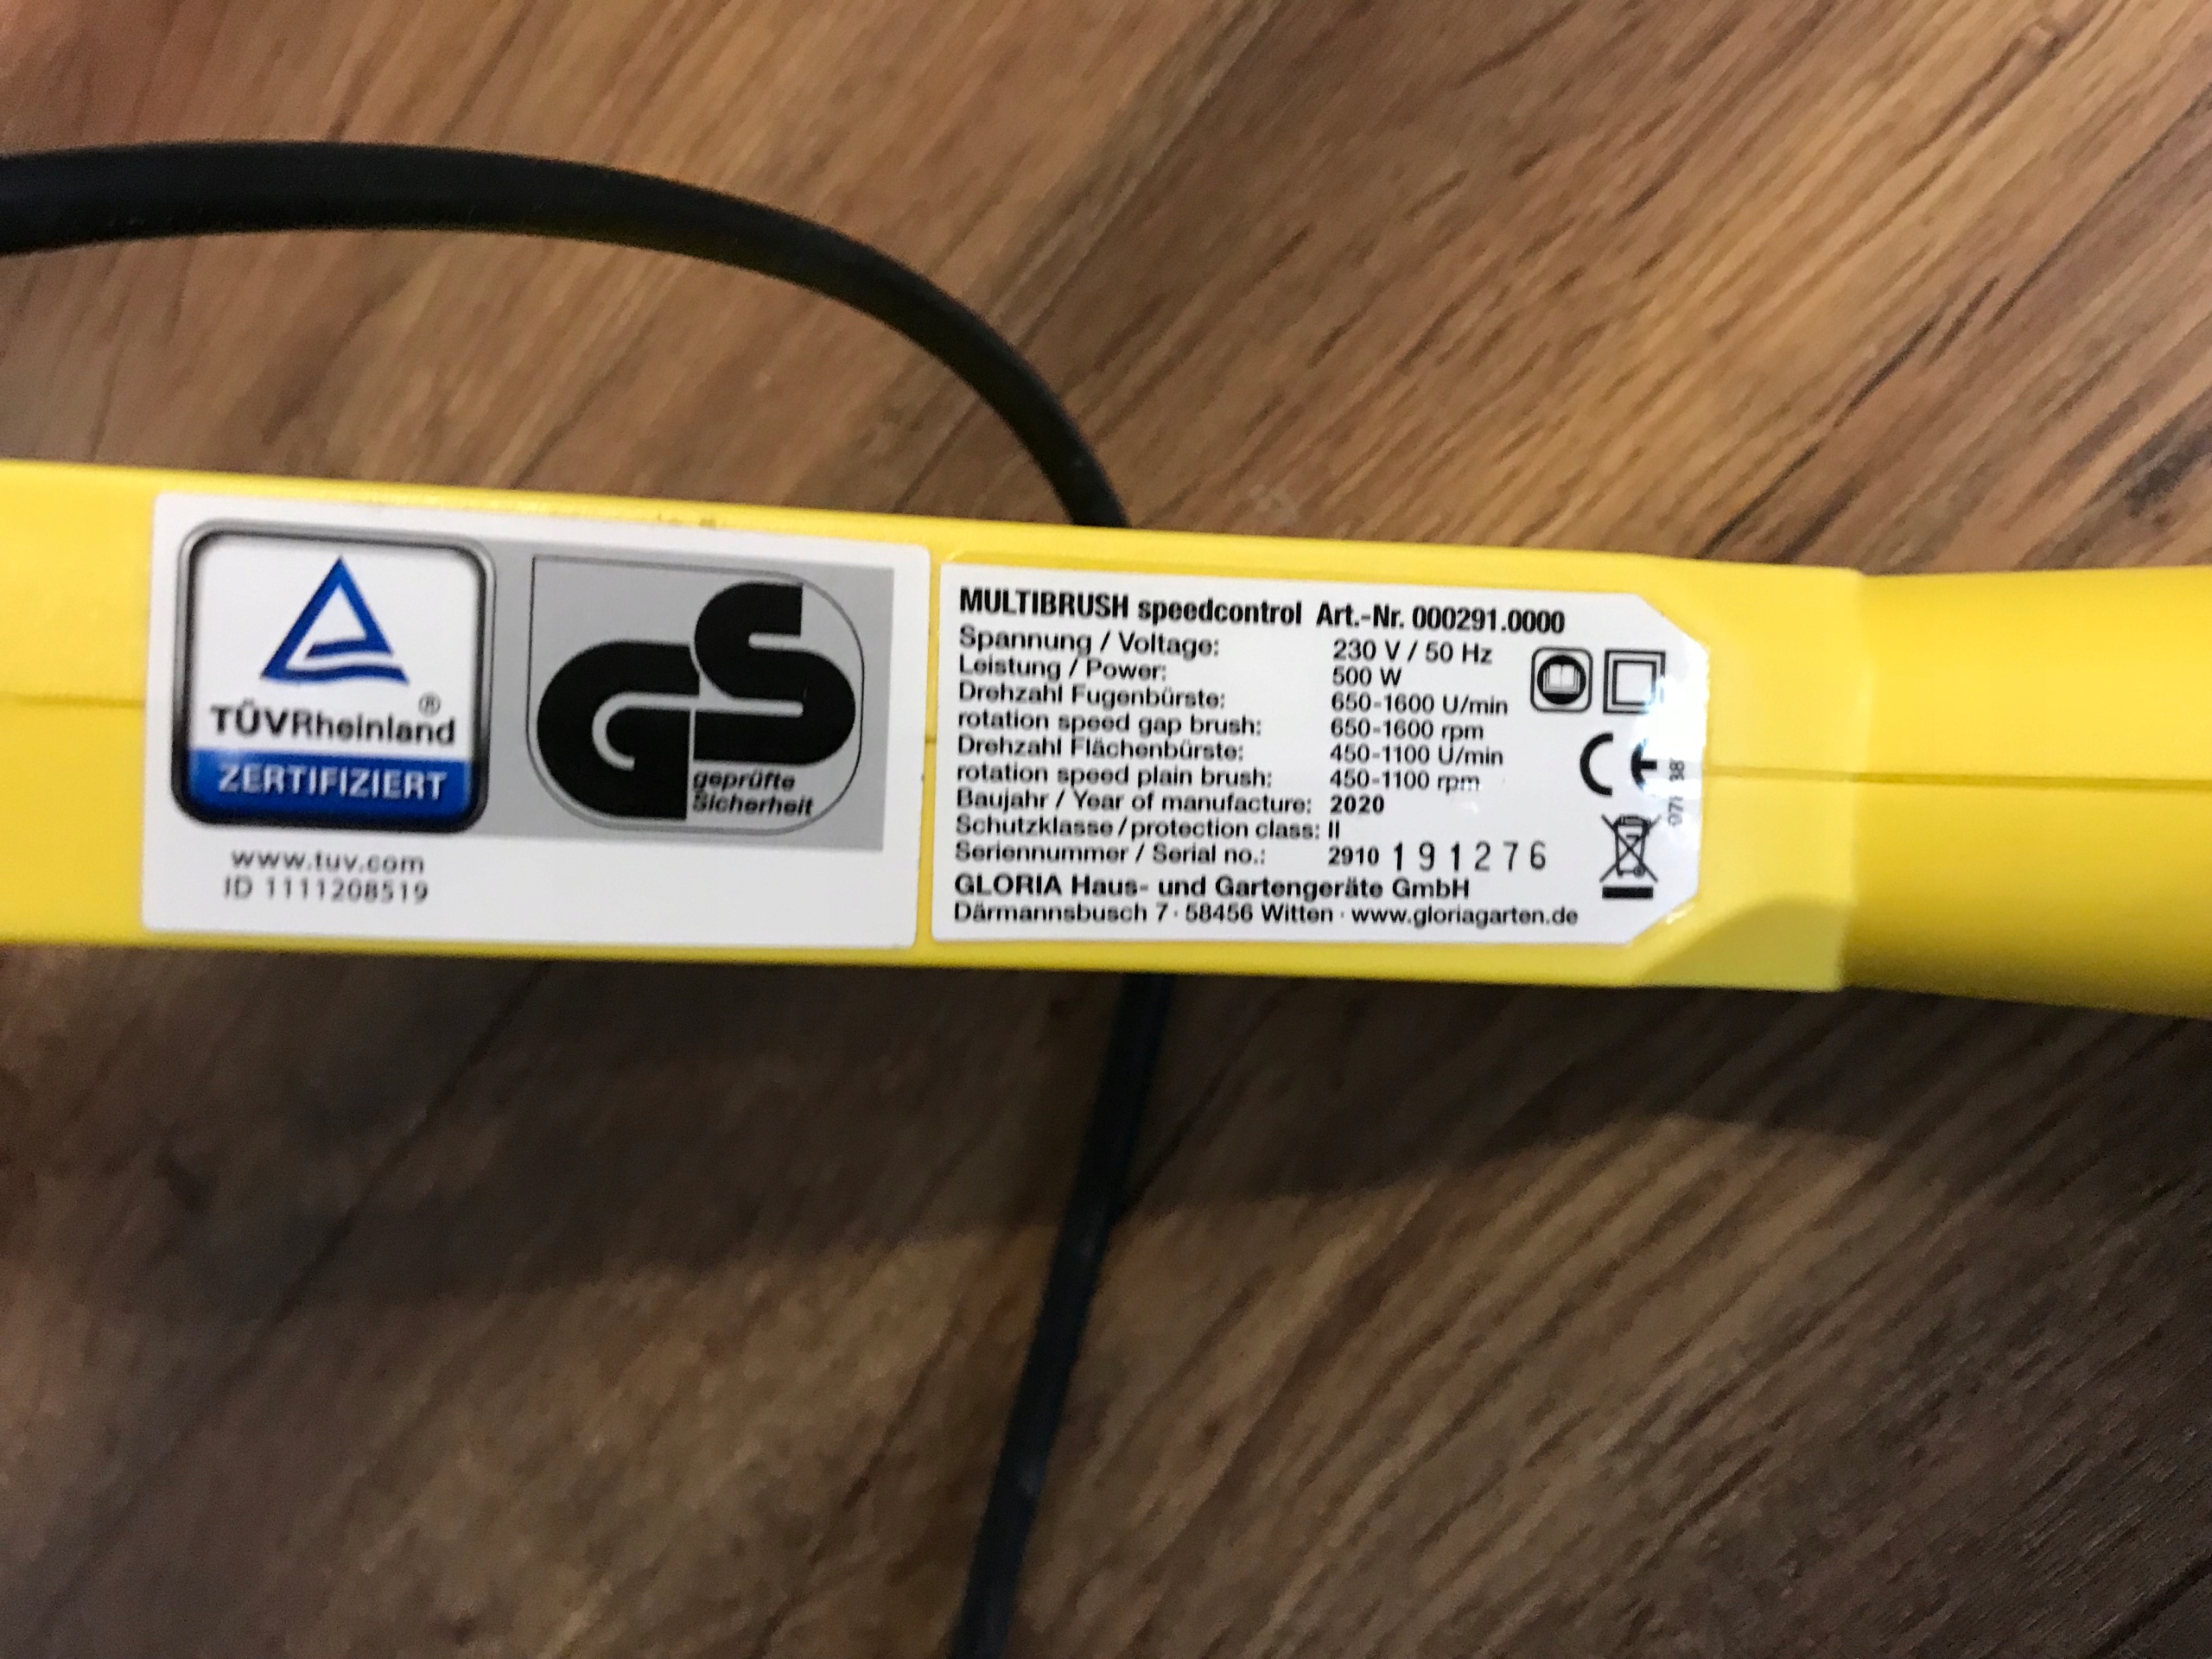 TÜVRheinland®
ZERTIFIZIERT
www.tuv.com
ID 1111208519
GS
geprüfte
Sicherheit
MULTIBRUSH speedcontrol Art.-Nr. 000291.0000
Spannung / Voltage: 230 V / 50 Hz
Leistung / Power: 500 W
Drehzahl Fugenbürste: 650-1600 U/min
rotation speed gap brush: 650-1600 rpm
Drehzahl Flächenbürste: 450-1100 U/min
rotation speed plain brush: 450-1100 rpm
Baujahr / Year of manufacture: 2020
Schutzklasse / protection class: II
Seriennummer / Serial no.: 2910 191276
GLORIA Haus- und Gartengeräte GmbH
Därmannsbusch 7 · 58456 Witten · www.gloriagarten.de
CE